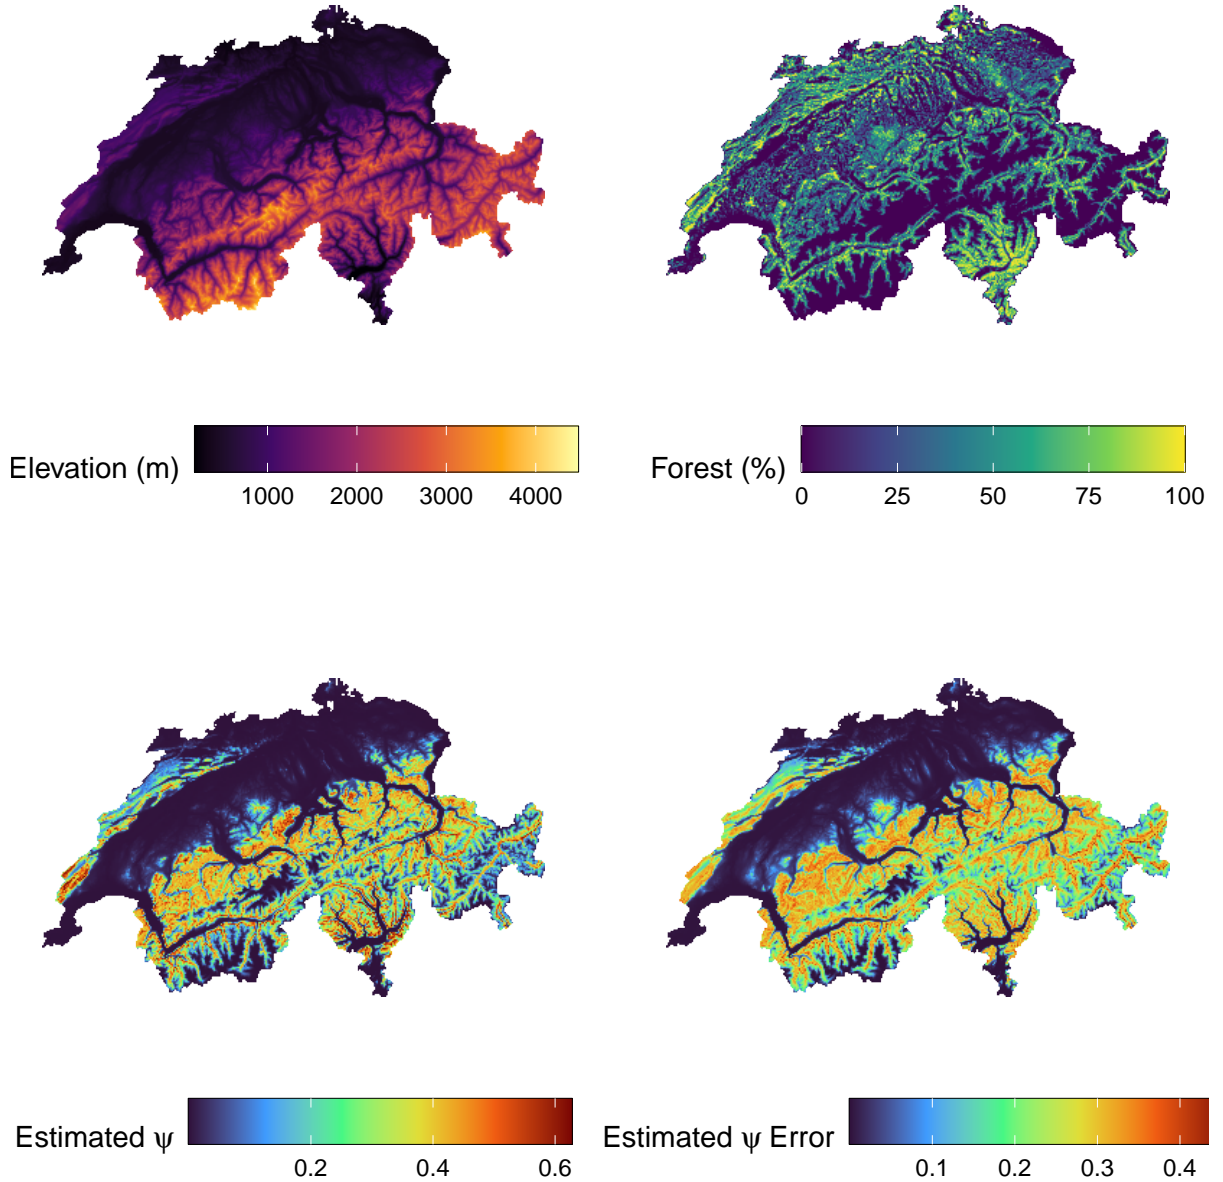 Elevation (m)
1000 2000 3000 4000
Forest (%)
0 25 50 75 100
Estimated ψ
0.2 0.4 0.6
Estimated ψ Error
0.1 0.2 0.3 0.4